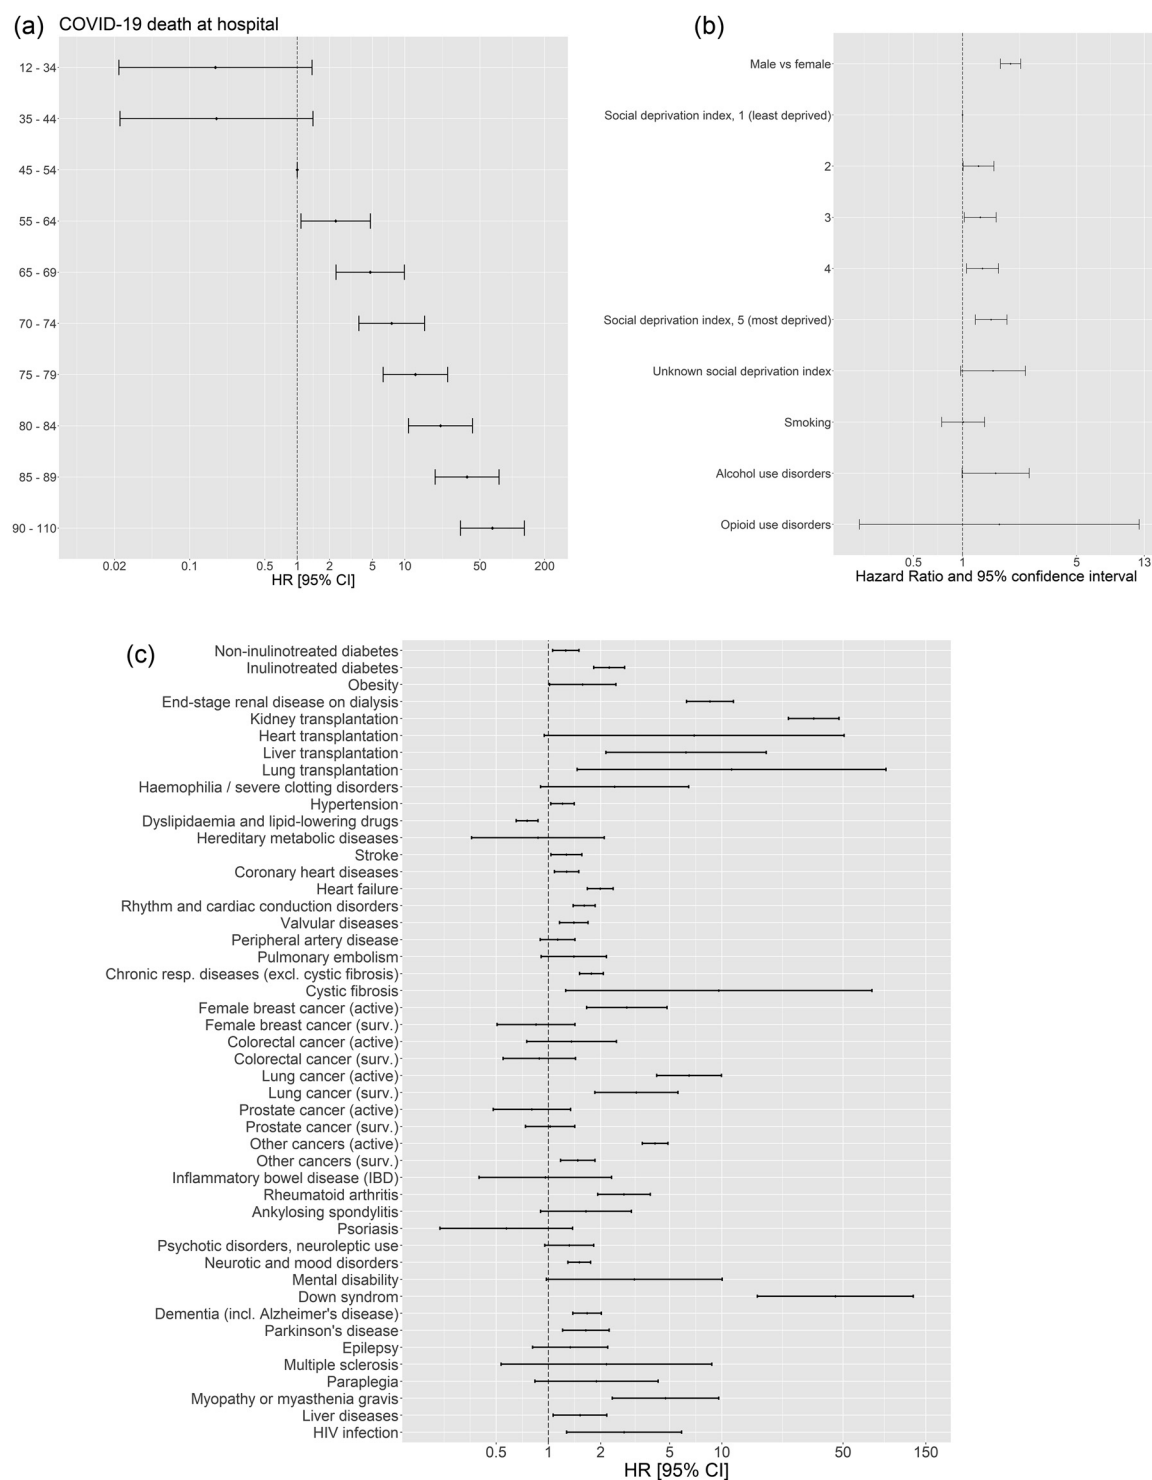 (a) COVID-19 death at hospital
12 - 34
35 - 44
45 - 54
55 - 64
65 - 69
70 - 74
75 - 79
80 - 84
85 - 89
90 - 110
0.02 0.1 0.5 1 2 5 10 50 200
HR [95% CI]
(b)
Male vs female
Social deprivation index, 1 (least deprived)
2
3
4
Social deprivation index, 5 (most deprived)
Unknown social deprivation index
Smoking
Alcohol use disorders
Opioid use disorders
0.5 1 5 13
Hazard Ratio and 95% confidence interval
(c)
Non-inulinotreated diabetes
Inulinotreated diabetes
Obesity
End-stage renal disease on dialysis
Kidney transplantation
Heart transplantation
Liver transplantation
Lung transplantation
Haemophilia / severe clotting disorders
Hypertension
Dyslipidaemia and lipid-lowering drugs
Hereditary metabolic diseases
Stroke
Coronary heart diseases
Heart failure
Rhythm and cardiac conduction disorders
Valvular diseases
Peripheral artery disease
Pulmonary embolism
Chronic resp. diseases (excl. cystic fibrosis)
Cystic fibrosis
Female breast cancer (active)
Female breast cancer (surv.)
Colorectal cancer (active)
Colorectal cancer (surv.)
Lung cancer (active)
Lung cancer (surv.)
Prostate cancer (active)
Prostate cancer (surv.)
Other cancers (active)
Other cancers (surv.)
Inflammatory bowel disease (IBD)
Rheumatoid arthritis
Ankylosing spondylitis
Psoriasis
Psychotic disorders, neuroleptic use
Neurotic and mood disorders
Mental disability
Down syndrom
Dementia (incl. Alzheimer's disease)
Parkinson's disease
Epilepsy
Multiple sclerosis
Paraplegia
Myopathy or myasthenia gravis
Liver diseases
HIV infection
0.5 1 2 5 10 50 150
HR [95% CI]